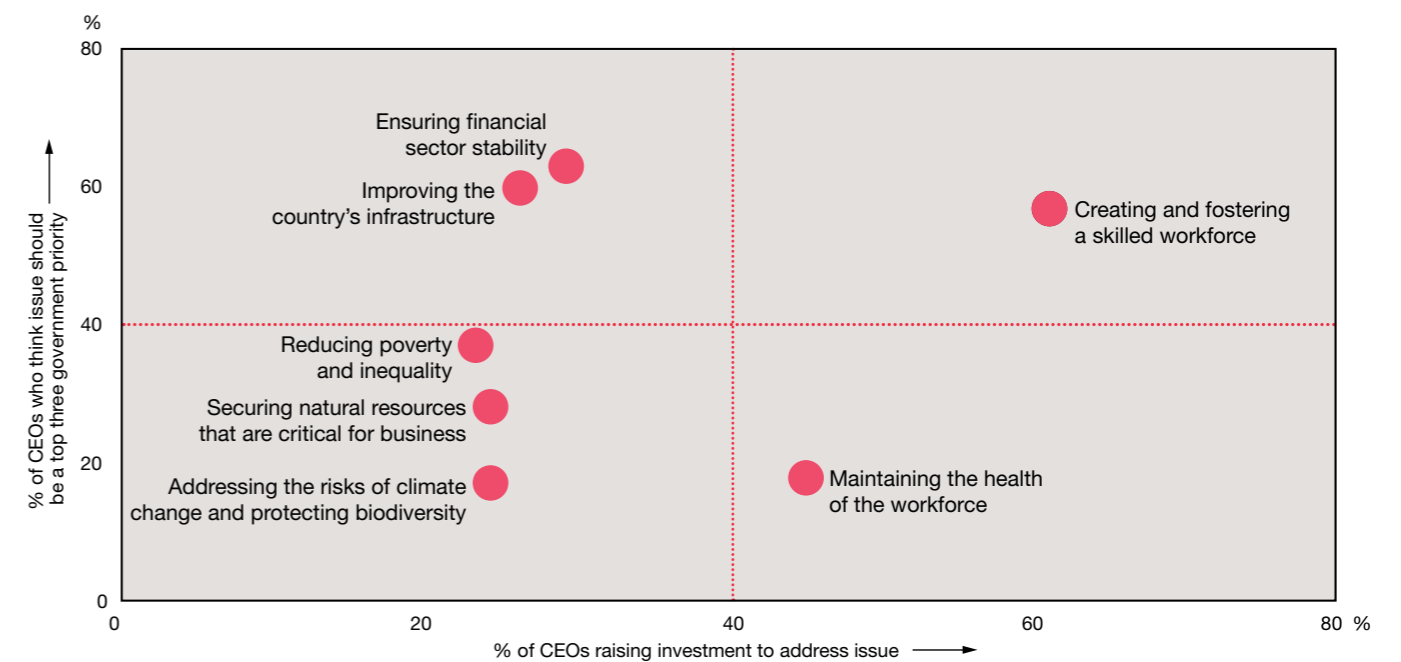 %
80
Ensuring financial
sector stability
Improving the
country’s infrastructure
60
Creating and fostering
a skilled workforce
40
Reducing poverty
and inequality
Securing natural resources
that are critical for business
20
Addressing the risks of climate
change and protecting biodiversity
Maintaining the health
of the workforce
0
% of CEOs who think issue should
be a top three government priority
0 20 40 60 80 %
% of CEOs raising investment to address issue